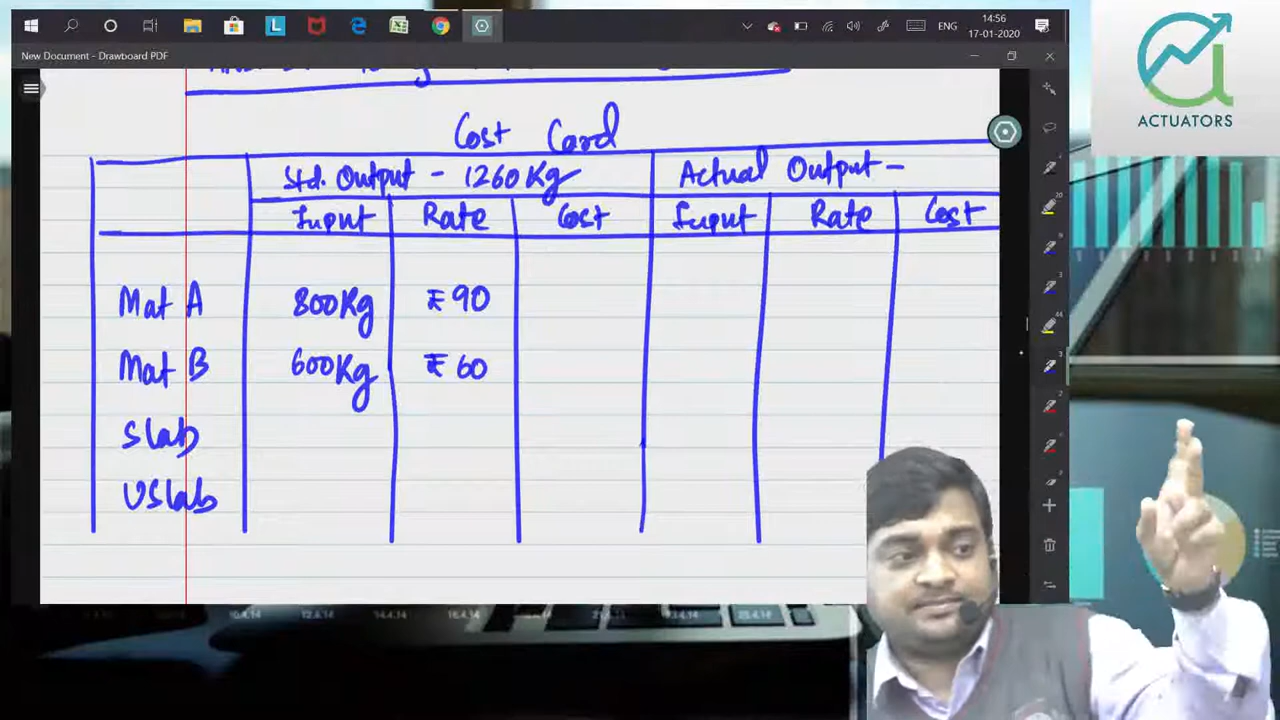 14:56
ENG
17-01-2020
New Document - Drawboard PDF
ACTUATORS
Cost Card
Std. Output - 1260 Kg
Actual Output -
Input Rate Cost Input Rate Cost
Mat A 800 Kg ₹ 90
Mat B 600 Kg ₹ 60
SLab
USLab